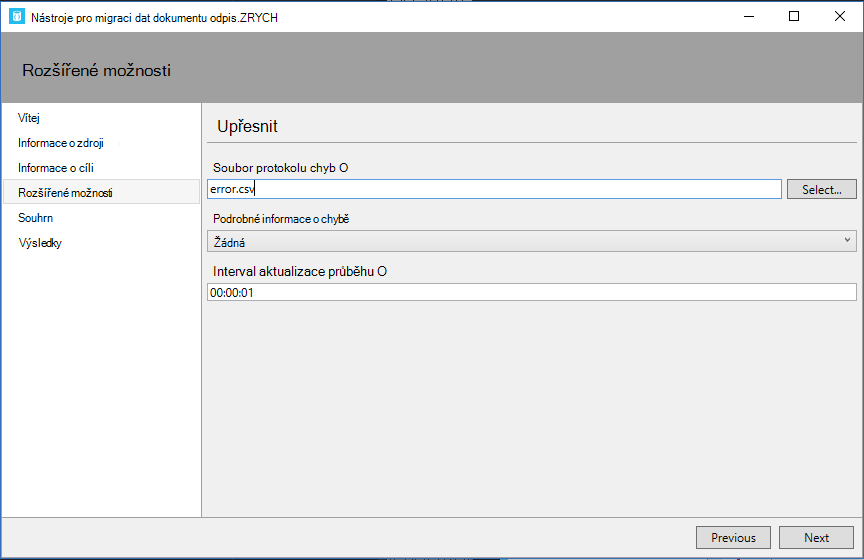 Nástroje pro migraci dat dokumentu odpis.ZRYCH
Rozšířené možnosti
Vítej
Informace o zdroji
Informace o cíli
Rozšířené možnosti
Souhrn
Výsledky
Upřesnit
Soubor protokolu chyb O
error.csv
Select...
Podrobné informace o chybě
Žádná
Interval aktualizace průběhu O
00:00:01
Previous
Next